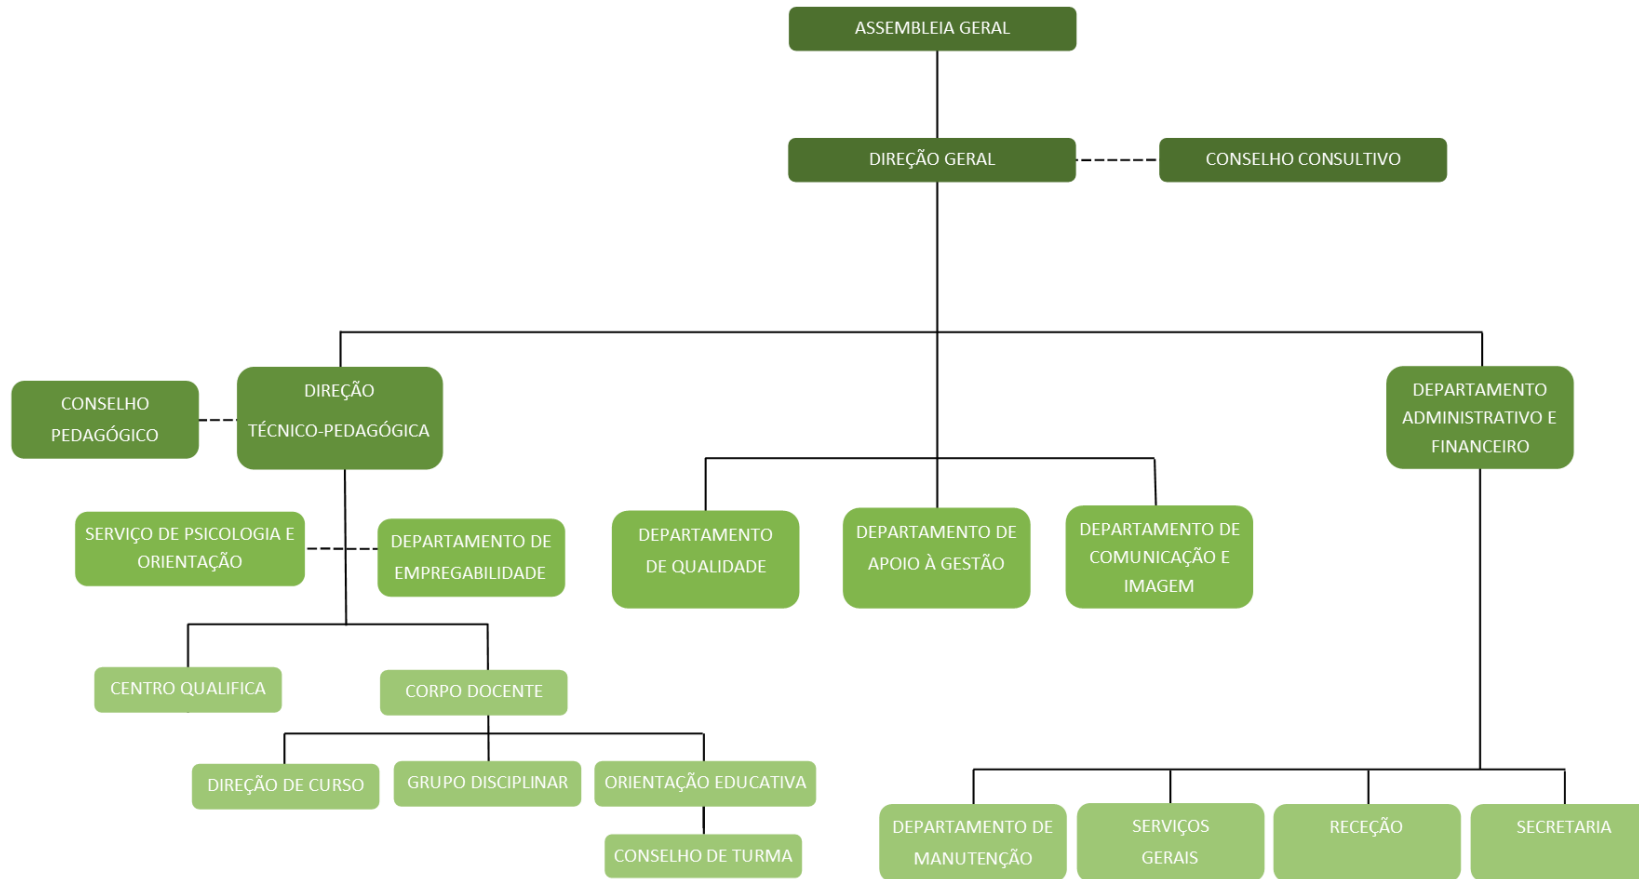 ASSEMBLEIA GERAL
DIREÇÃO GERAL
CONSELHO CONSULTIVO
CONSELHO
PEDAGÓGICO
DIREÇÃO
TÉCNICO-PEDAGÓGICA
DEPARTAMENTO
ADMINISTRATIVO E
FINANCEIRO
SERVIÇO DE PSICOLOGIA E
ORIENTAÇÃO
DEPARTAMENTO DE
EMPREGABILIDADE
DEPARTAMENTO
DE QUALIDADE
DEPARTAMENTO DE
APOIO À GESTÃO
DEPARTAMENTO DE
COMUNICAÇÃO E
IMAGEM
CENTRO QUALIFICA
CORPO DOCENTE
DIREÇÃO DE CURSO
GRUPO DISCIPLINAR
ORIENTAÇÃO EDUCATIVA
CONSELHO DE TURMA
DEPARTAMENTO DE
MANUTENÇÃO
SERVIÇOS
GERAIS
RECEÇÃO
SECRETARIA